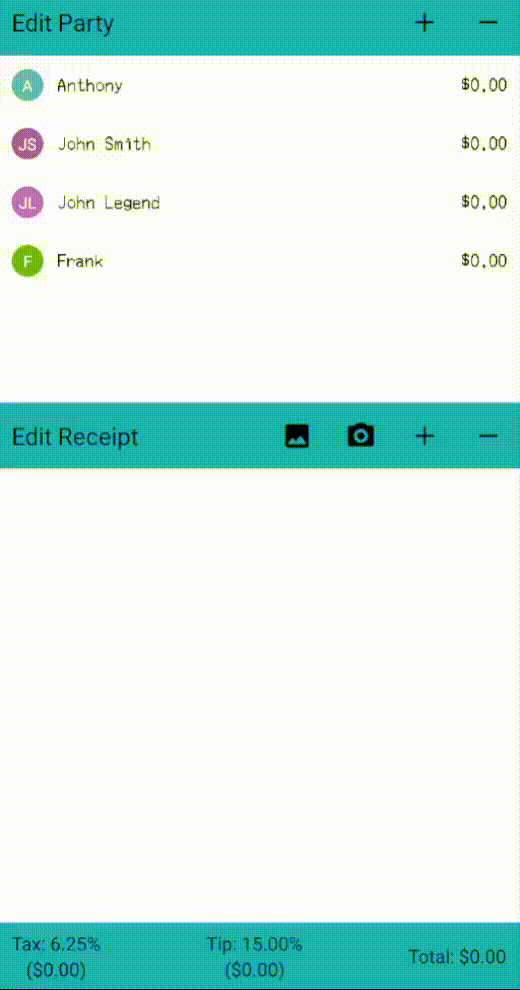 Edit Party + −
A Anthony $0.00
JS John Smith $0.00
JL John Legend $0.00
F Frank $0.00
Edit Receipt + −
Tax: 6.25% Tip: 15.00% Total: $0.00
($0.00) ($0.00)